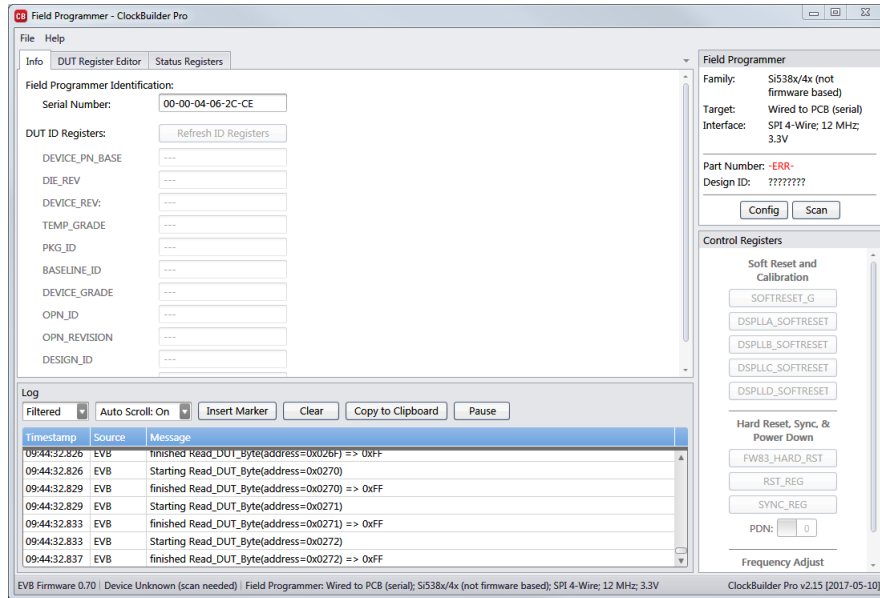 CB Field Programmer - ClockBuilder Pro
File Help
Info DUT Register Editor Status Registers
Field Programmer Identification:
Serial Number: 00-00-04-06-2C-CE
DUT ID Registers: Refresh ID Registers
DEVICE_PN_BASE ---
DIE_REV ---
DEVICE_REV: ---
TEMP_GRADE ---
PKG_ID ---
BASELINE_ID ---
DEVICE_GRADE ---
OPN_ID ---
OPN_REVISION ---
DESIGN_ID ---
Log
Filtered Auto Scroll: On Insert Marker Clear Copy to Clipboard Pause
Timestamp Source Message
09:44:32.826 EVB finished Read_DUT_Byte(address=0x026F) => 0xFF
09:44:32.826 EVB Starting Read_DUT_Byte(address=0x0270)
09:44:32.829 EVB finished Read_DUT_Byte(address=0x0270) => 0xFF
09:44:32.829 EVB Starting Read_DUT_Byte(address=0x0271)
09:44:32.833 EVB finished Read_DUT_Byte(address=0x0271) => 0xFF
09:44:32.833 EVB Starting Read_DUT_Byte(address=0x0272)
09:44:32.837 EVB finished Read_DUT_Byte(address=0x0272) => 0xFF
Field Programmer
Family: Si538x/4x (not
firmware based)
Target: Wired to PCB (serial)
Interface: SPI 4-Wire; 12 MHz;
3.3V
Part Number: -ERR-
Design ID: ????????
Config Scan
Control Registers
Soft Reset and
Calibration
SOFTRESET_G
DSPLLA_SOFTRESET
DSPLLB_SOFTRESET
DSPLLC_SOFTRESET
DSPLLD_SOFTRESET
Hard Reset, Sync, &
Power Down
FW83_HARD_RST
RST_REG
SYNC_REG
PDN: 0
Frequency Adjust
EVB Firmware 0.70 Device Unknown (scan needed) Field Programmer: Wired to PCB (serial); Si538x/4x (not firmware based); SPI 4-Wire; 12 MHz; 3.3V ClockBuilder Pro v2.15 [2017-05-10]